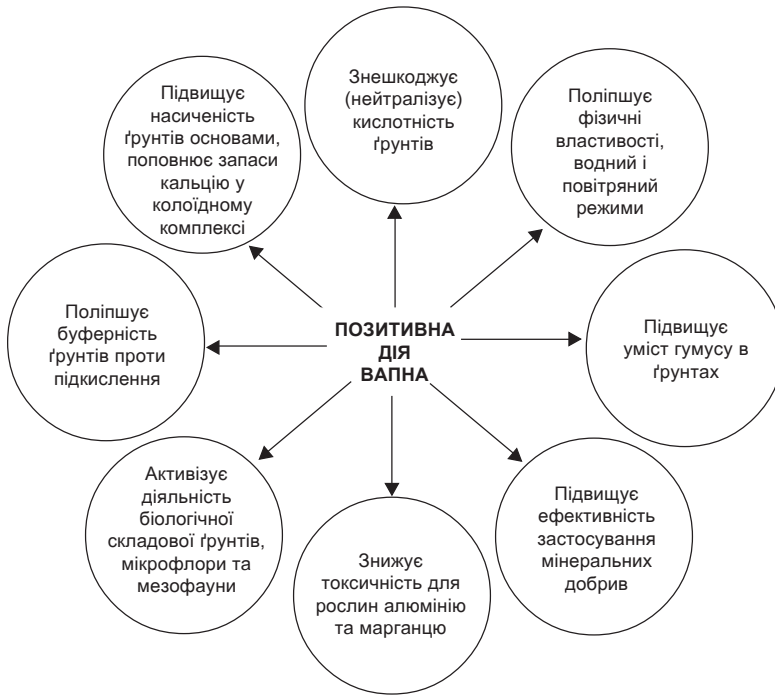 Знешкоджує
(нейтралізує)
кислотність
ґрунтів
Поліпшує
фізичні
властивості,
водний і
повітряний
режими
Підвищує
уміст гумусу в
ґрунтах
Підвищує
ефективність
застосування
мінеральних
добрив
Знижує
токсичність для
рослин алюмінію
та марганцю
Активізує
діяльність
біологічної
складової ґрунтів,
мікрофлори та
мезофауни
Поліпшує
буферність
ґрунтів проти
підкислення
Підвищує
насиченість
ґрунтів основами,
поповнює запаси
кальцію у
колоїдному
комплексі
ПОЗИТИВНА
ДІЯ
ВАПНА